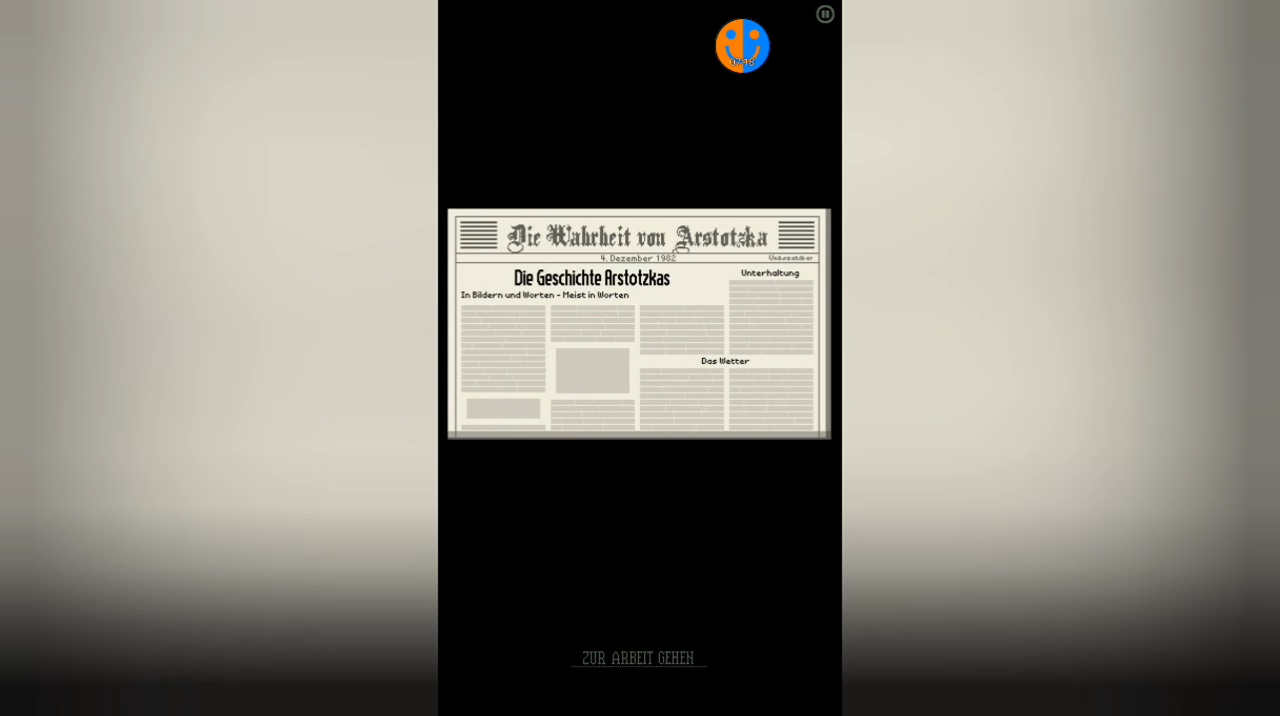 Die Wahrheit von Arstotzka
4. Dezember 1982
Unbezahlbar
Die Geschichte Arstotzkas
In Bildern und Worten - Meist in Worten
Unterhaltung
Das Wetter
ZUR ARBEIT GEHEN